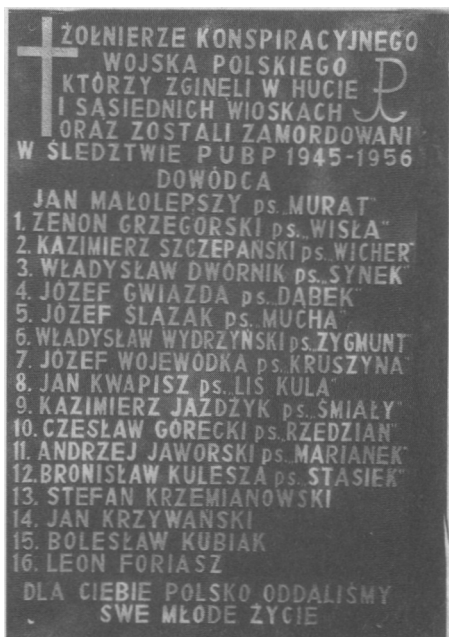 ŻOŁNIERZE KONSPIRACYJNEGO
WOJSKA POLSKIEGO
KTÓRZY ZGINELI W HUCIE
I SĄSIEDNICH WIOSKACH
ORAZ ZOSTALI ZAMORDOWANI
W ŚLEDZTWIE PUBP 1945-1956
DOWÓDCA
JAN MAŁOLEPSZY ps. „MURAT"
1. ZENON GRZEGORSKI ps. „WISŁA"
2. KAZIMIERZ SZCZEPAŃSKI ps. „WICHER"
3. WŁADYSŁAW DWÓRNIK ps. „SYNEK"
4. JÓZEF GWIAZDA ps. „DĄBEK"
5. JÓZEF ŚLĄZAK ps. „MUCHA"
6. WŁADYSŁAW WYDRZYŃSKI ps. „ZYGMUNT"
7. JÓZEF WOJEWÓDKA ps. „KRUSZYNA"
8. JAN KWAPISZ ps. „LIS KULA"
9. KAZIMIERZ JAŻDŻYK ps. „ŚMIAŁY"
10. CZESŁAW GÓRECKI ps. „RZEDZIAN"
11. ANDRZEJ JAWORSKI ps. „MARIANEK"
12. BRONISŁAW KULESZA ps. „STASIEK"
13. STEFAN KRZEMIANOWSKI
14. JAN KRZYWAŃSKI
15. BOLESŁAW KUBIAK
16. LEON FORIASZ
DLA CIEBIE POLSKO ODDALIŚMY
SWE MŁODE ŻYCIE